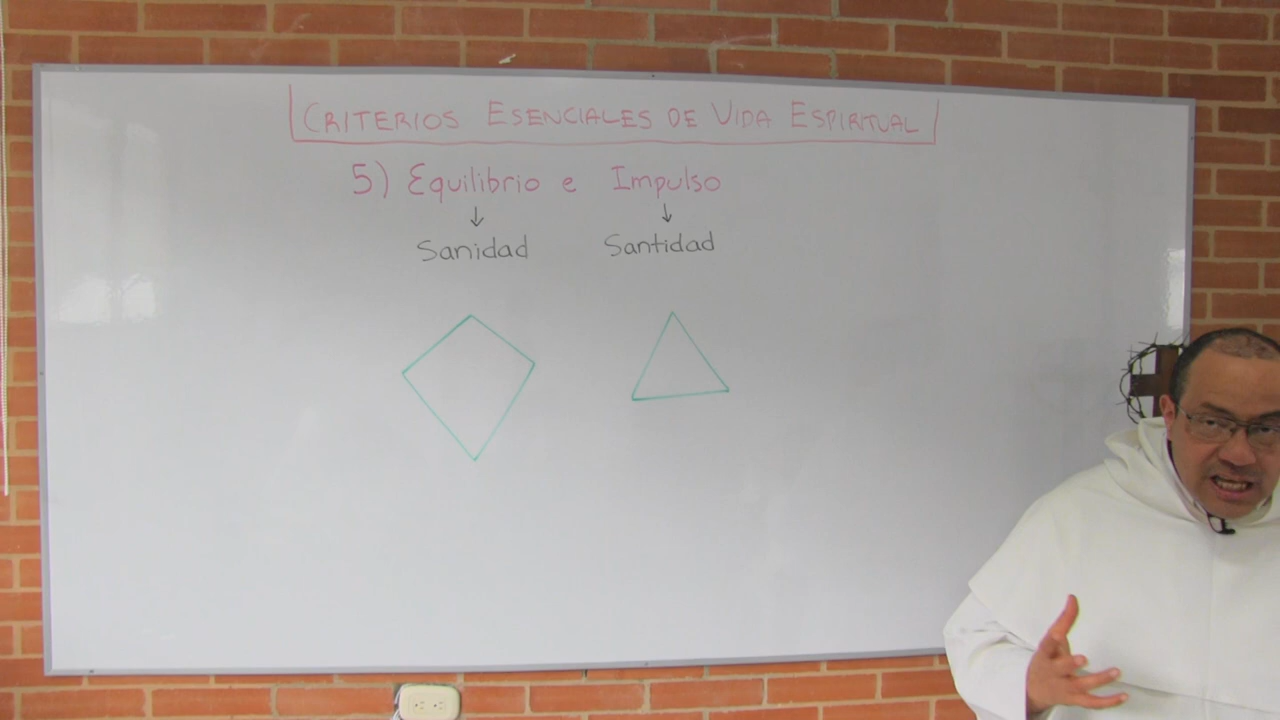 CRITERIOS ESENCIALES DE VIDA ESPIRITUAL
5) Equilibrio e Impulso
↓ ↓
Sanidad Santidad